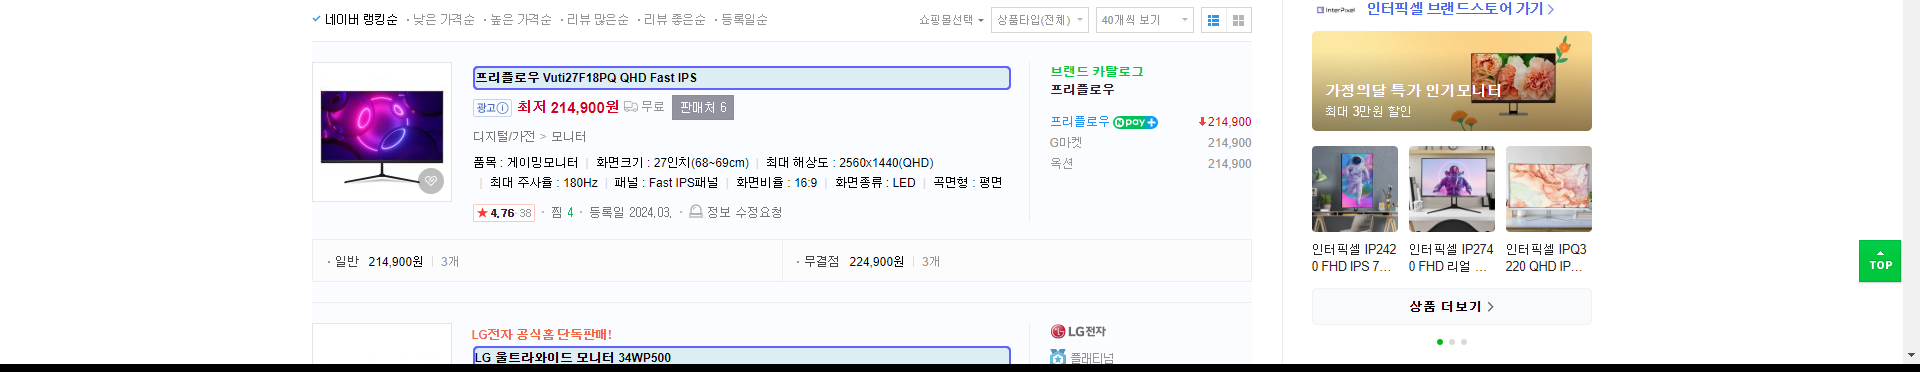 네이버 랭킹순 · 낮은 가격순 · 높은 가격순 · 리뷰 많은순 · 리뷰 좋은순 · 등록일순
쇼핑몰선택
상품타입(전체)
40개씩 보기
프리플로우 Vuti27F18PQ QHD Fast IPS
광고 최저 214,900원 무료 판매처 6
디지털/가전 > 모니터
품목 : 게이밍모니터 | 화면크기 : 27인치(68~69cm) | 최대 해상도 : 2560x1440(QHD)
| 최대 주사율 : 180Hz | 패널 : Fast IPS패널 | 화면비율 : 16:9 | 화면종류 : LED | 곡면형 : 평면
★ 4.76 38 · 찜 4 · 등록일 2024.03. · 정보 수정요청
브랜드 카탈로그
프리플로우
프리플로우 N pay+ 214,900
G마켓 214,900
옥션 214,900
· 일반 214,900원 | 3개
· 무결점 224,900원 | 3개
LG전자 공식홈 단독판매!
LG 울트라와이드 모니터 34WP500
LG전자
플래티넘
InterPixel 인터픽셀 브랜드스토어 가기 >
가정의달 특가 인기모니터
최대 3만원 할인
인터픽셀 IP242
0 FHD IPS 7...
인터픽셀 IP274
0 FHD 리얼 ...
인터픽셀 IPQ3
220 QHD IP...
상품 더보기 >
TOP